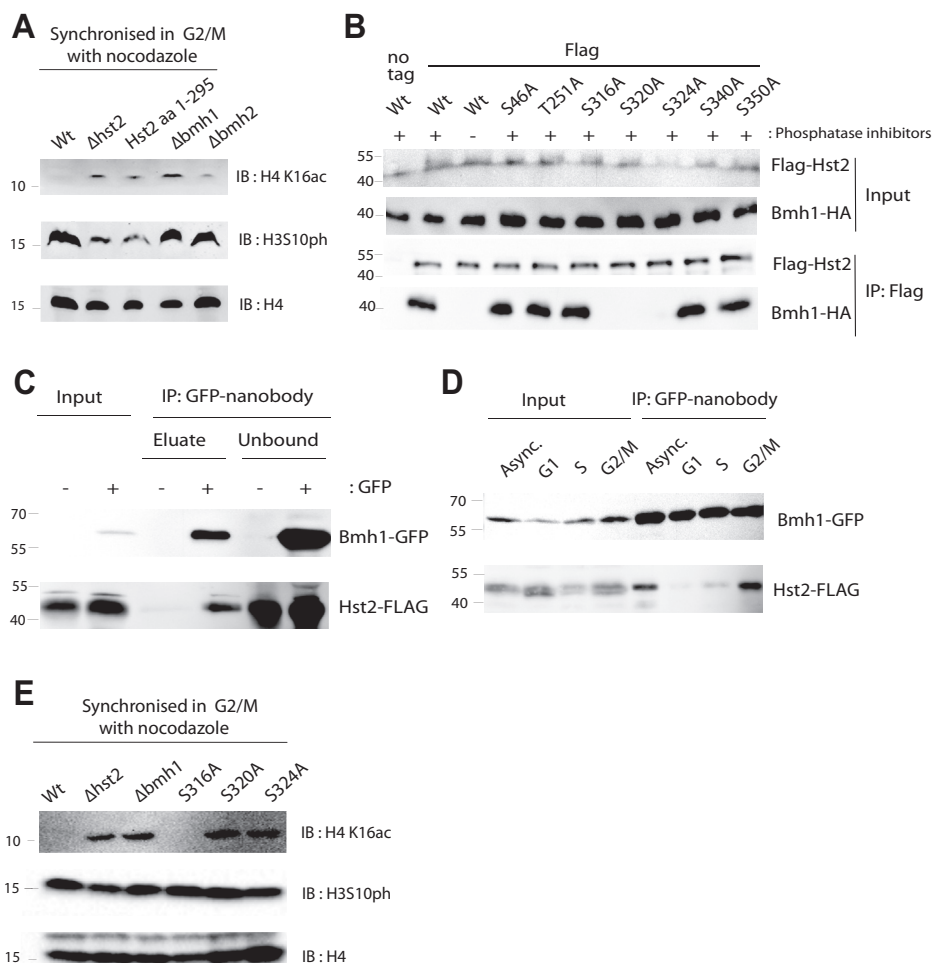 A
Synchronised in G2/M
with nocodazole
Wt Δhst2 Hst2 aa 1-295 Δbmh1 Δbmh2
10 IB : H4 K16ac
15 IB : H3S10ph
15 IB : H4
B
no
tag
Flag
Wt Wt Wt S46A T251A S316A S320A S324A S340A S350A
+ + - + + + + + + + : Phosphatase inhibitors
55
40
Flag-Hst2
40 Bmh1-HA
Input
55
40
Flag-Hst2
40 Bmh1-HA
IP: Flag
C
Input IP: GFP-nanobody
Eluate Unbound
- + - + - + : GFP
70
55
Bmh1-GFP
55
40
Hst2-FLAG
D
Input IP: GFP-nanobody
Async. G1 S G2/M Async. G1 S G2/M
70
55
Bmh1-GFP
55
40
Hst2-FLAG
E
Synchronised in G2/M
with nocodazole
Wt Δhst2 Δbmh1 S316A S320A S324A
10 IB : H4 K16ac
15 IB : H3S10ph
15 IB : H4